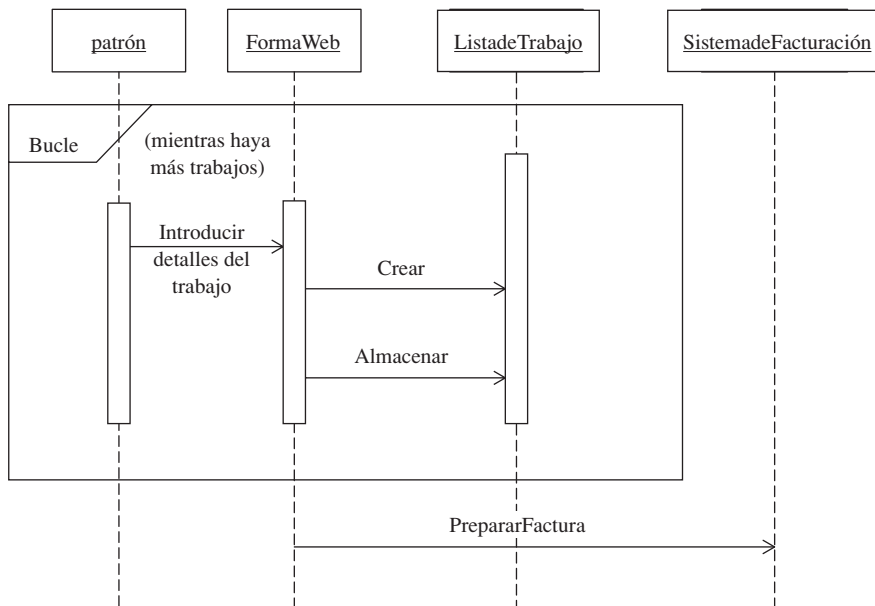 patrón
FormaWeb
ListadeTrabajo
SistemadeFacturación
Bucle
(mientras haya
más trabajos)
Introducir
detalles del
trabajo
Crear
Almacenar
PrepararFactura